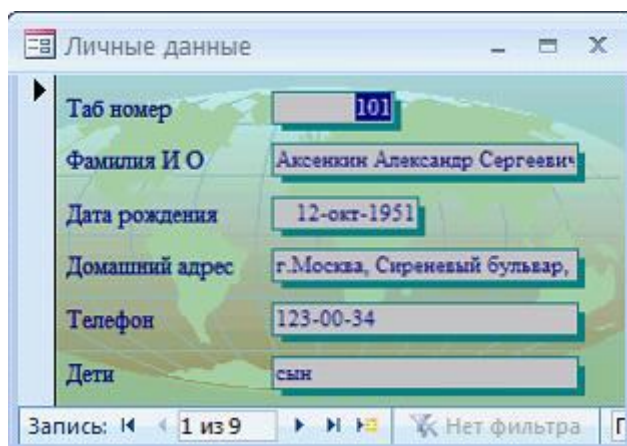 Личные данные
Таб номер 101
Фамилия И О Аксенкин Александр Сергеевич
Дата рождения 12-окт-1951
Домашний адрес г.Москва, Сиреневый бульвар,
Телефон 123-00-34
Дети сын
Запись: 1 из 9 Нет фильтра